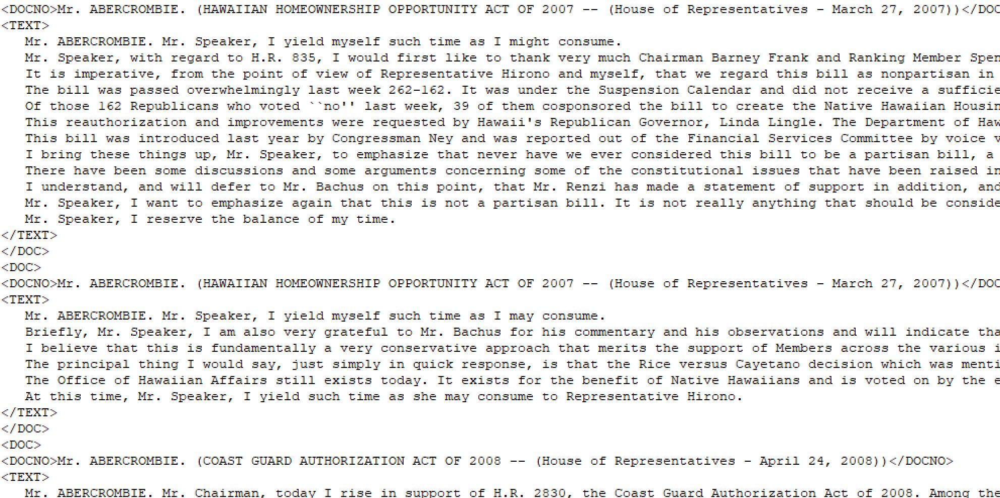 <DOCNO>Mr. ABERCROMBIE. (HAWAIIAN HOMEOWNERSHIP OPPORTUNITY ACT OF 2007 -- (House of Representatives - March 27, 2007))</DOC
<TEXT>
Mr. ABERCROMBIE. Mr. Speaker, I yield myself such time as I might consume.
Mr. Speaker, with regard to H.R. 835, I would first like to thank very much Chairman Barney Frank and Ranking Member Spen
It is imperative, from the point of view of Representative Hirono and myself, that we regard this bill as nonpartisan in
The bill was passed overwhelmingly last week 262-162. It was under the Suspension Calendar and did not receive a sufficie
Of those 162 Republicans who voted ``no'' last week, 39 of them cosponsored the bill to create the Native Hawaiian Housin
This reauthorization and improvements were requested by Hawaii's Republican Governor, Linda Lingle. The Department of Haw
This bill was introduced last year by Congressman Ney and was reported out of the Financial Services Committee by voice v
I bring these things up, Mr. Speaker, to emphasize that never have we ever considered this bill to be a partisan bill, a
There have been some discussions and some arguments concerning some of the constitutional issues that have been raised in
I understand, and will defer to Mr. Bachus on this point, that Mr. Renzi has made a statement of support in addition, and
Mr. Speaker, I want to emphasize again that this is not a partisan bill. It is not really anything that should be conside
Mr. Speaker, I reserve the balance of my time.
</TEXT>
</DOC>
<DOC>
<DOCNO>Mr. ABERCROMBIE. (HAWAIIAN HOMEOWNERSHIP OPPORTUNITY ACT OF 2007 -- (House of Representatives - March 27, 2007))</DOC
<TEXT>
Mr. ABERCROMBIE. Mr. Speaker, I yield myself such time as I may consume.
Briefly, Mr. Speaker, I am also very grateful to Mr. Bachus for his commentary and his observations and will indicate tha
I believe that this is fundamentally a very conservative approach that merits the support of Members across the various i
The principal thing I would say, just simply in quick response, is that the Rice versus Cayetano decision which was menti
The Office of Hawaiian Affairs still exists today. It exists for the benefit of Native Hawaiians and is voted on by the e
At this time, Mr. Speaker, I yield such time as she may consume to Representative Hirono.
</TEXT>
</DOC>
<DOC>
<DOCNO>Mr. ABERCROMBIE. (COAST GUARD AUTHORIZATION ACT OF 2008 -- (House of Representatives - April 24, 2008))</DOCNO>
<TEXT>
Mr. ABERCROMBIE. Mr. Chairman, today I rise in support of H.R. 2830, the Coast Guard Authorization Act of 2008. Among the